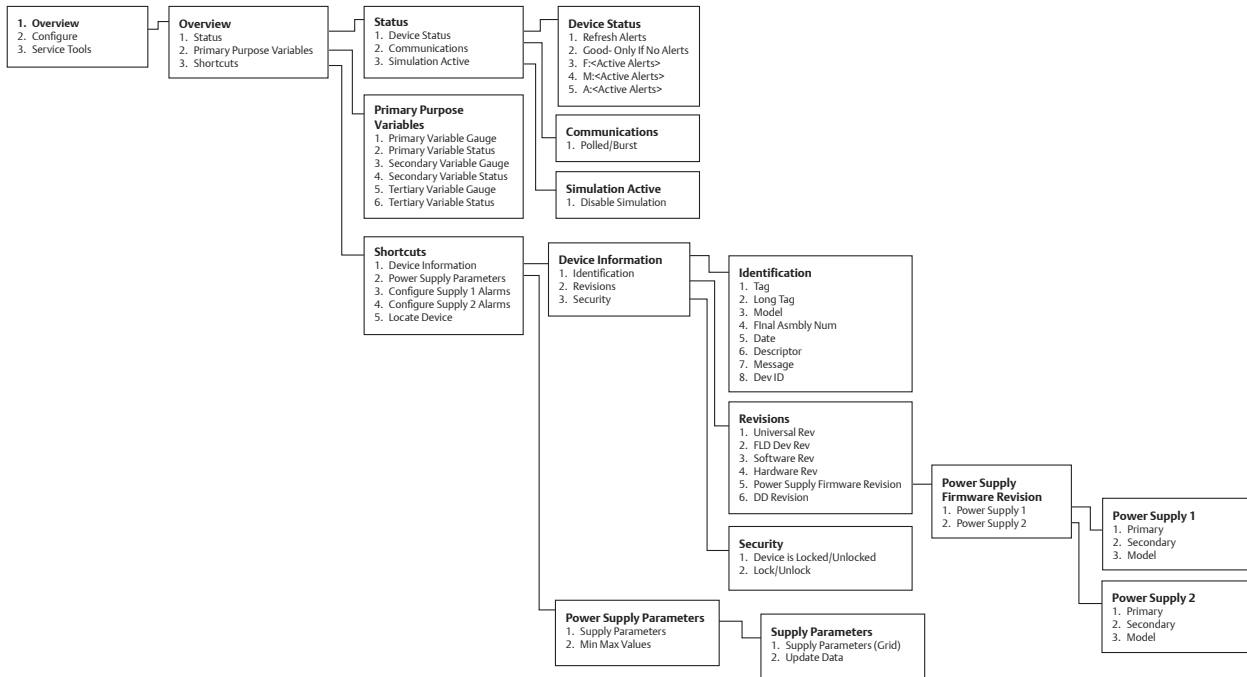 1. Overview
2. Configure
3. Service Tools
Overview
1. Status
2. Primary Purpose Variables
3. Shortcuts
Status
1. Device Status
2. Communications
3. Simulation Active
Device Status
1. Refresh Alerts
2. Good- Only If No Alerts
3. F:<Active Alerts>
4. M:<Active Alerts>
5. A:<Active Alerts>
Primary Purpose
Variables
1. Primary Variable Gauge
2. Primary Variable Status
3. Secondary Variable Gauge
4. Secondary Variable Status
5. Tertiary Variable Gauge
6. Tertiary Variable Status
Communications
1. Polled/Burst
Simulation Active
1. Disable Simulation
Shortcuts
1. Device Information
2. Power Supply Parameters
3. Configure Supply 1 Alarms
4. Configure Supply 2 Alarms
5. Locate Device
Device Information
1. Identification
2. Revisions
3. Security
Identification
1. Tag
2. Long Tag
3. Model
4. FInal Asmbly Num
5. Date
6. Descriptor
7. Message
8. Dev ID
Revisions
1. Universal Rev
2. FLD Dev Rev
3. Software Rev
4. Hardware Rev
5. Power Supply Firmware Revision
6. DD Revision
Power Supply
Firmware Revision
1. Power Supply 1
2. Power Supply 2
Power Supply 1
1. Primary
2. Secondary
3. Model
Security
1. Device is Locked/Unlocked
2. Lock/Unlock
Power Supply 2
1. Primary
2. Secondary
3. Model
Power Supply Parameters
1. Supply Parameters
2. Min Max Values
Supply Parameters
1. Supply Parameters (Grid)
2. Update Data